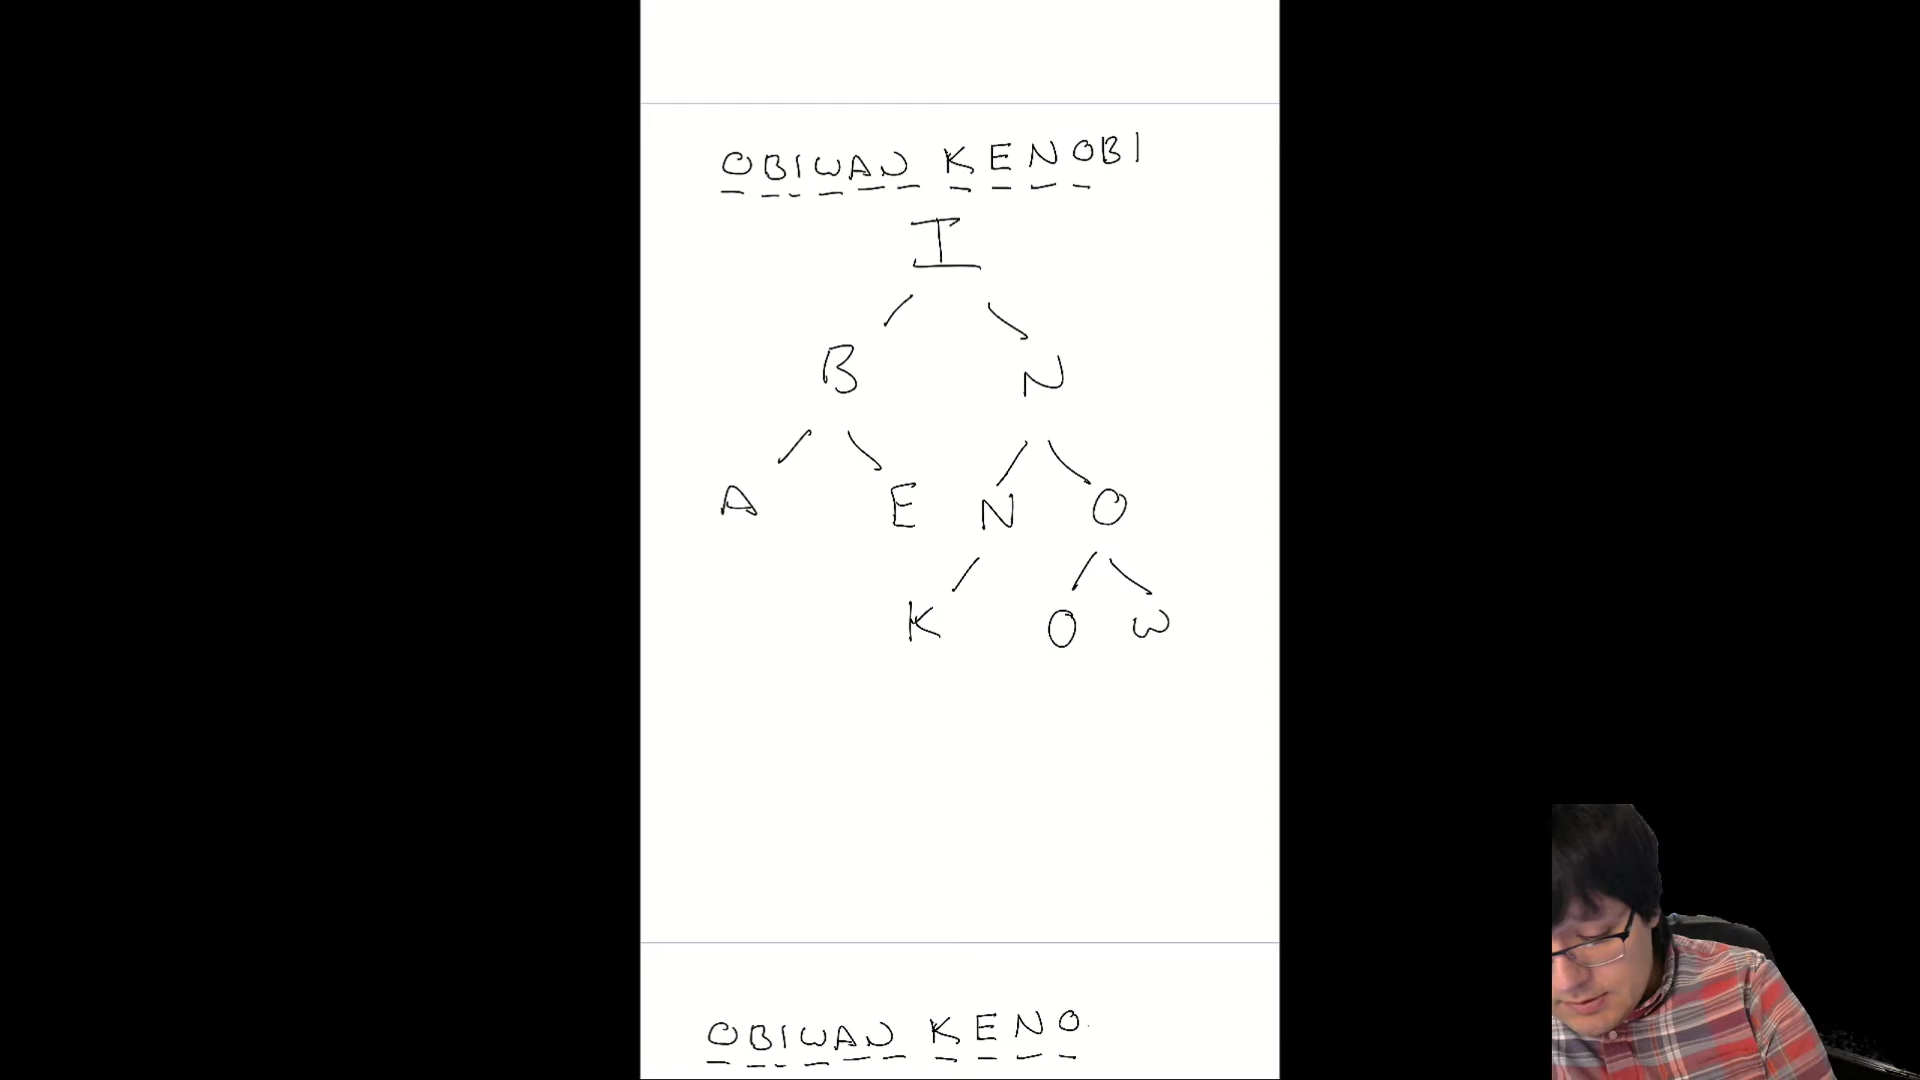 OBIWAN KENOBI
I
B N
A E N O
K O W
OBIWAN KENO